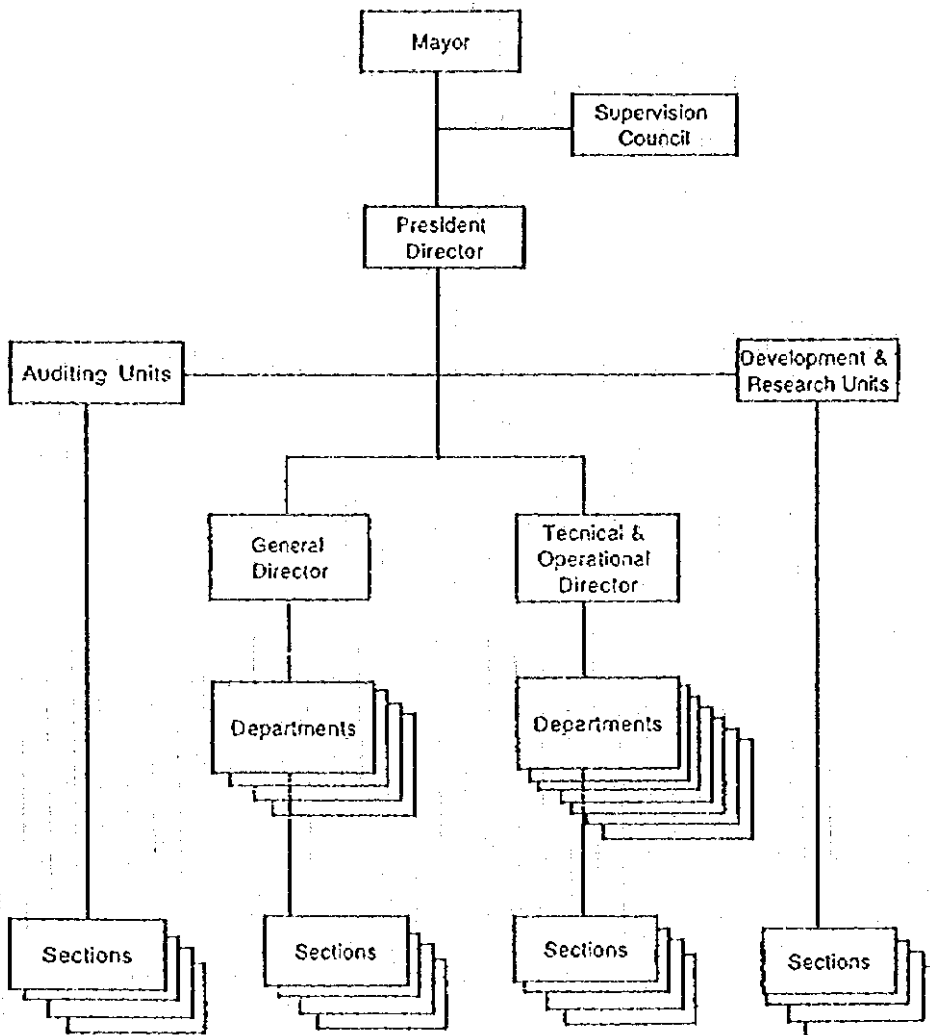 Mayor
Supervision
Council
President
Director
Auditing Units
Development &
Research Units
General
Director
Tecnical &
Operational
Director
Departments
Departments
Sections
Sections
Sections
Sections